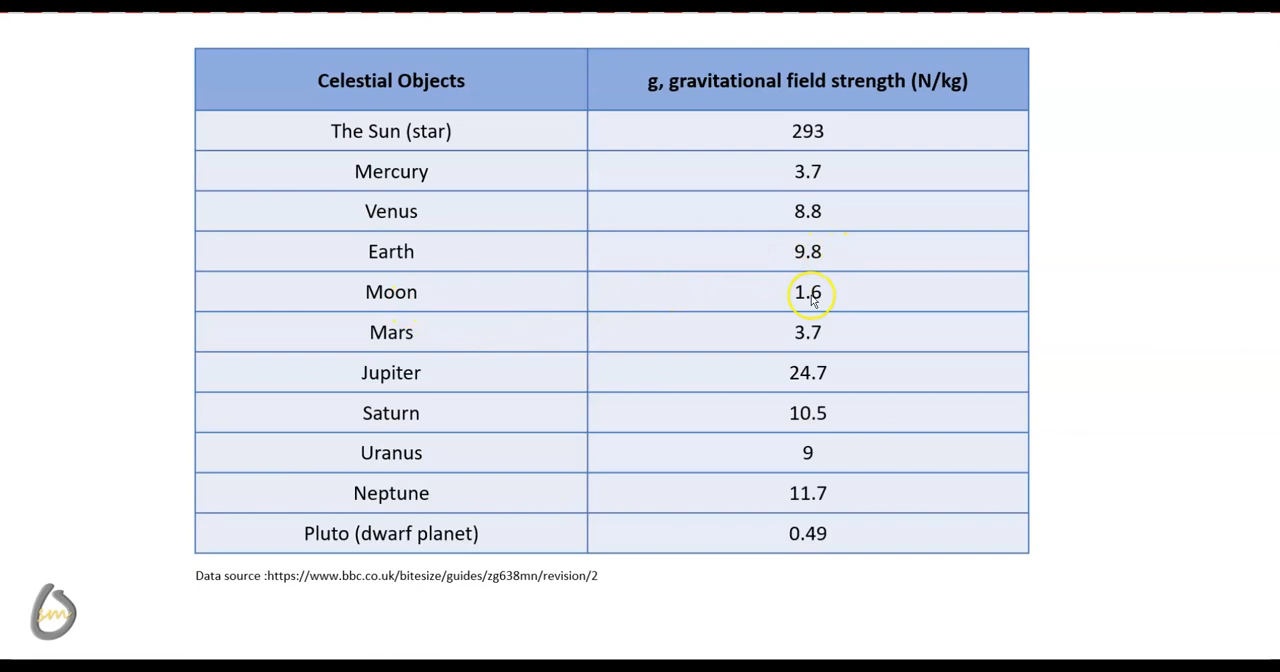 Celestial Objects g, gravitational field strength (N/kg)
The Sun (star) 293
Mercury 3.7
Venus 8.8
Earth 9.8
Moon 1.6
Mars 3.7
Jupiter 24.7
Saturn 10.5
Uranus 9
Neptune 11.7
Pluto (dwarf planet) 0.49
Data source :https://www.bbc.co.uk/bitesize/guides/zg638mn/revision/2
sm